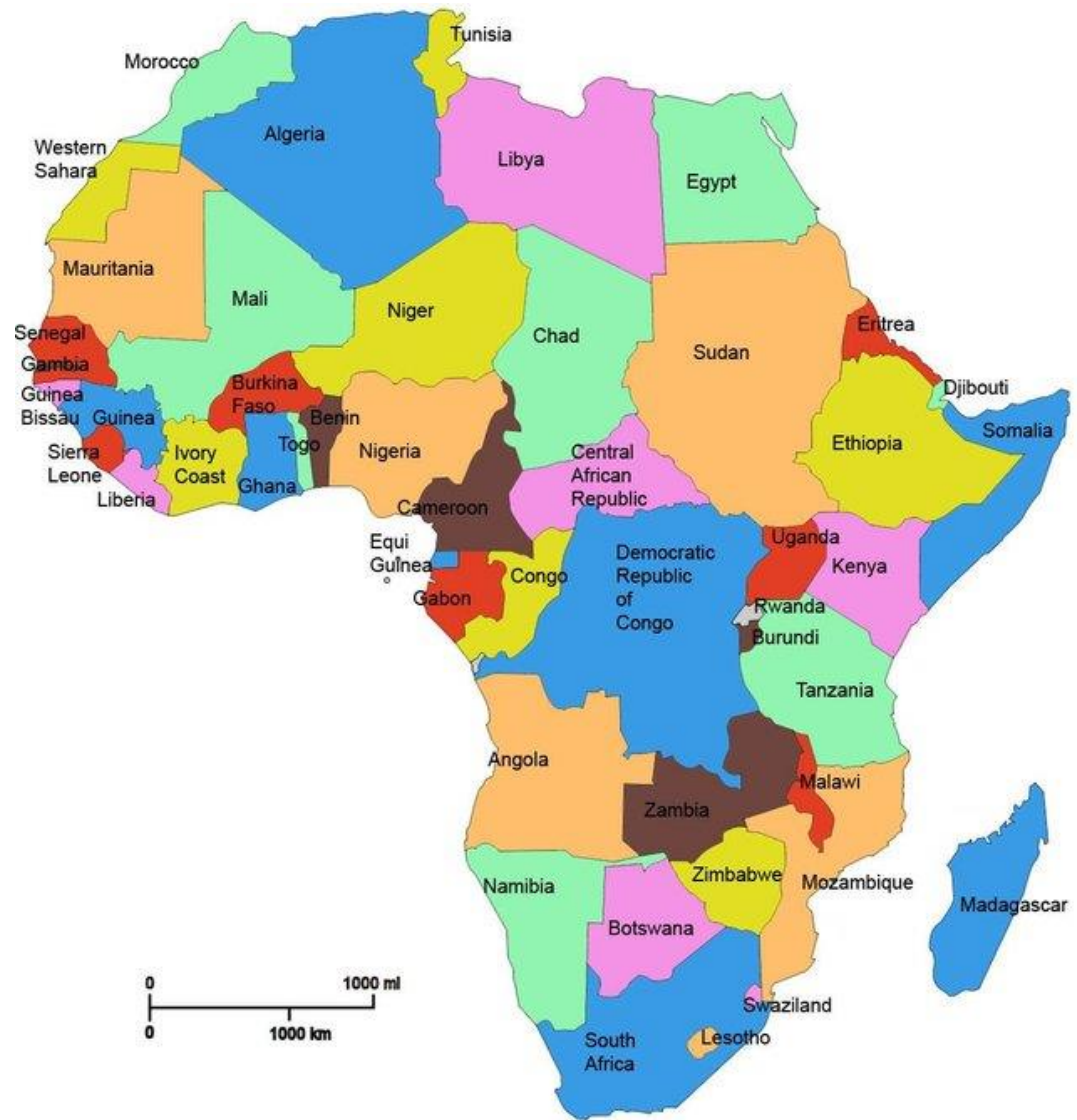 Tunisia
Morocco
Algeria
Western
Sahara
Libya
Egypt
Mauritania
Mali
Niger
Chad
Sudan
Eritrea
Senegal
Gambia
Djibouti
Guinea
Bissau
Guinea
Burkina
Faso
Benin
Togo
Nigeria
Ethiopia
Somalia
Sierra
Leone
Ivory
Coast
Ghana
Central
African
Republic
Liberia
Cameroon
Equi
Guinea
Gabon
Congo
Democratic
Republic
of
Congo
Uganda
Kenya
Rwanda
Burundi
Tanzania
Angola
Malawi
Zambia
Namibia
Zimbabwe
Mozambique
Madagascar
Botswana
Swaziland
South
Africa
Lesotho
0 1000 ml
0 1000 km